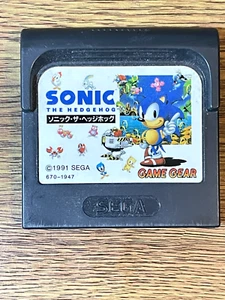 SONIC
THE HEDGEHOG
ソニック・ザ・ヘッジホッグ
©1991 SEGA
670-1947
GAME GEAR
SEGA